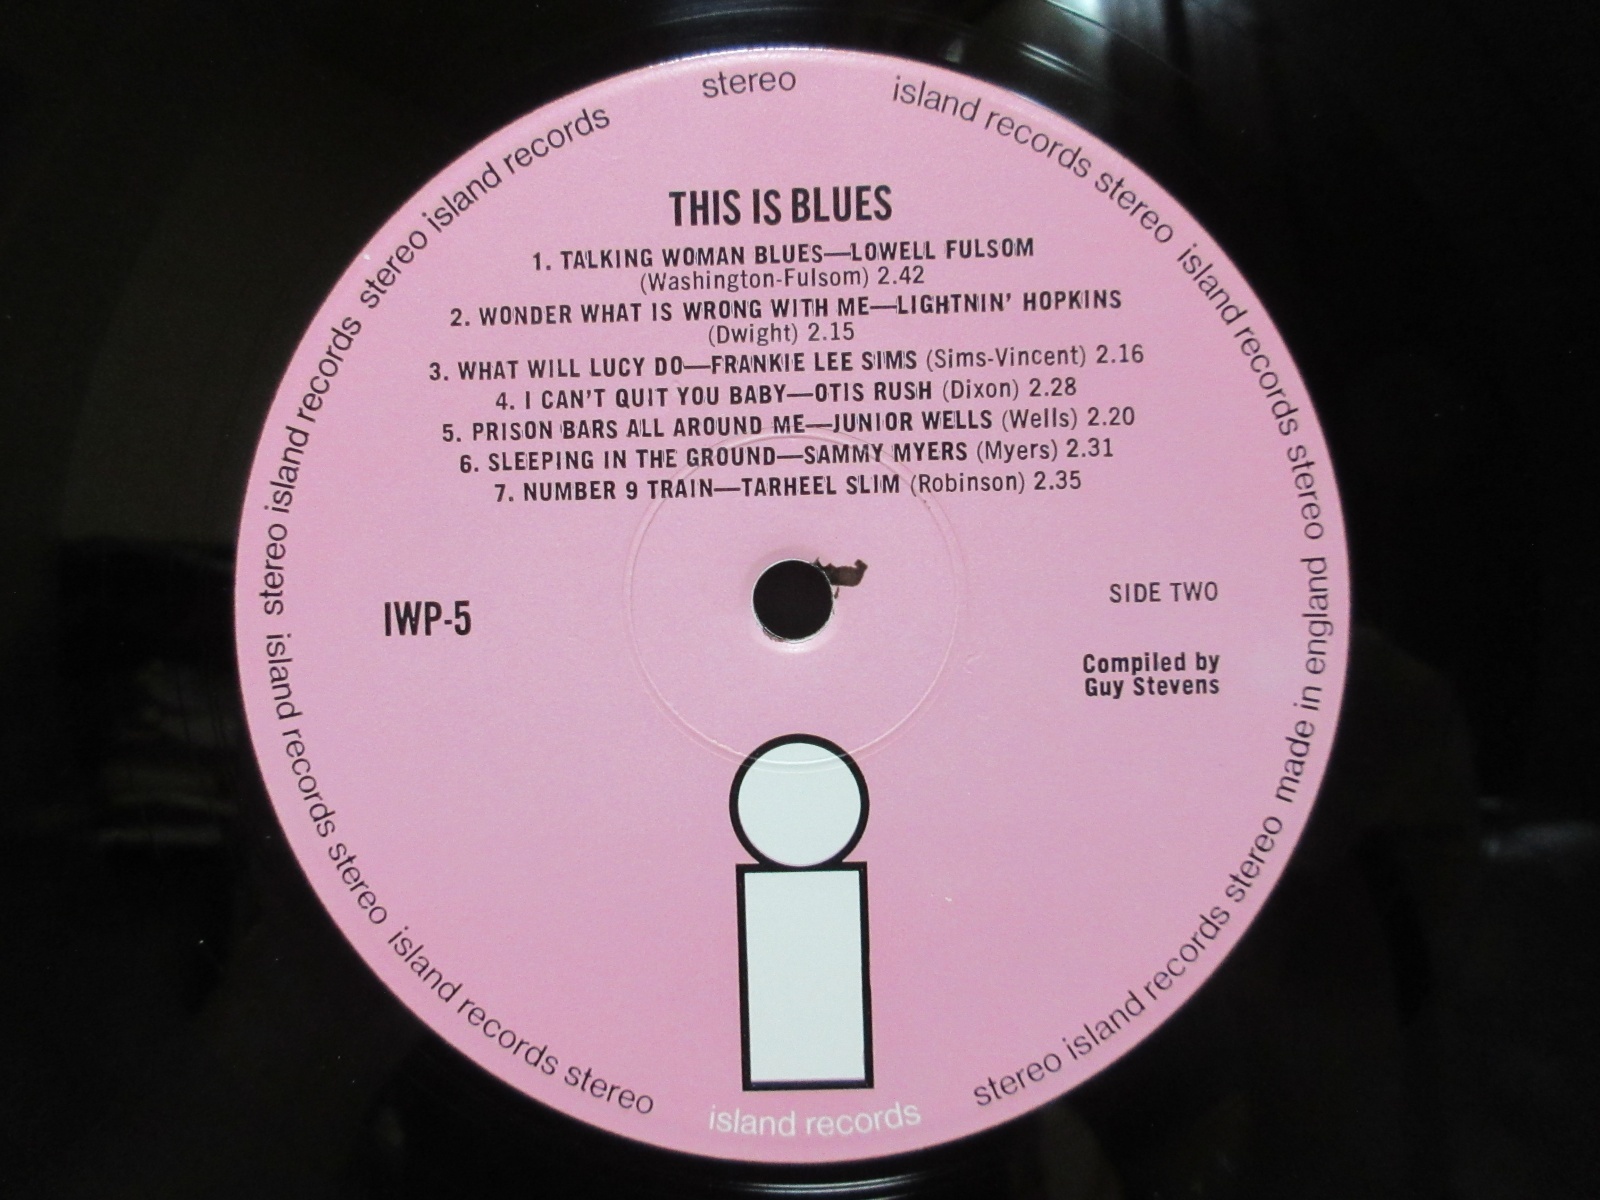 stereo
island records stereo island records stereo made in england
stereo island records stereo island records
THIS IS BLUES
1. TALKING WOMAN BLUES—LOWELL FULSOM
(Washington-Fulsom) 2.42
2. WONDER WHAT IS WRONG WITH ME—LIGHTNIN' HOPKINS
(Dwight) 2.15
3. WHAT WILL LUCY DO—FRANKIE LEE SIMS (Sims-Vincent) 2.16
4. I CAN'T QUIT YOU BABY—OTIS RUSH (Dixon) 2.28
5. PRISON BARS ALL AROUND ME—JUNIOR WELLS (Wells) 2.20
6. SLEEPING IN THE GROUND—SAMMY MYERS (Myers) 2.31
7. NUMBER 9 TRAIN—TARHEEL SLIM (Robinson) 2.35
IWP-5
SIDE TWO
Compiled by
Guy Stevens
island records stereo island records stereo
stereo island records stereo
island records